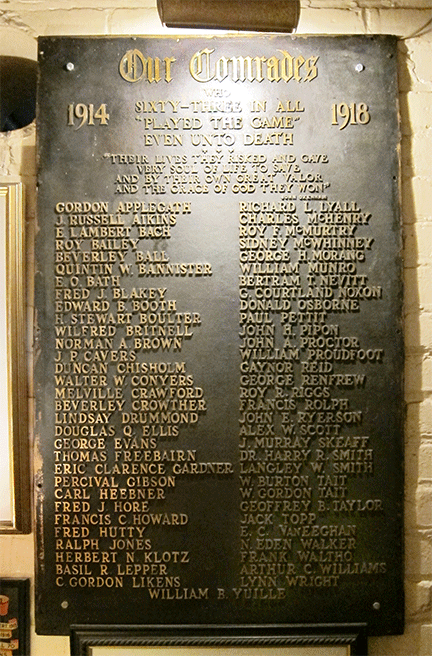 Our Comrades
WHO
1914 SIXTY-THREE IN ALL 1918
"PLAYED THE GAME"
EVEN UNTO DEATH
"THEIR LIVES THEY RISKED AND GAVE
VERY SOUL OF LIFE TO SAVE
AND BY THEIR OWN GREAT VALOR
AND THE GRACE OF GOD THEY WON"
GORDON APPLEGATH
J. RUSSELL AIKINS
E. LAMBERT BACH
ROY BAILEY
BEVERLEY BALL
QUINTIN W. BANNISTER
E. O. BATH
FRED J. BLAKEY
EDWARD B. BOOTH
H. STEWART BOULTER
WILFRED BRITNELL
NORMAN A. BROWN
J. P. CAVERS
DUNCAN CHISHOLM
WALTER W. CONYERS
MELVILLE CRAWFORD
BEVERLEY CROWTHER
LINDSAY DRUMMOND
DOUGLAS Q. ELLIS
GEORGE EVANS
THOMAS FREEBAIRN
ERIC CLARENCE GARDNER
PERCIVAL GIBSON
CARL HEEBNER
FRED J. HORE
FRANCIS C. HOWARD
FRED HUTTY
RALPH JONES
HERBERT N. KLOTZ
BASIL R. LEPPER
C. GORDON LIKENS
RICHARD L. LYALL
CHARLES McHENRY
ROY F. McMURTRY
SIDNEY McWHINNEY
GEORGE H. MORANG
WILLIAM MUNRO
BERTRAM T. NEVITT
G. COURTLAND NOXON
DONALD OSBORNE
PAUL PETTIT
JOHN H. PIPON
JOHN A. PROCTOR
WILLIAM PROUDFOOT
GAYNOR REID
GEORGE RENFREW
ROY R. RIGGS
FRANCIS ROLPH
JOHN E. RYERSON
ALEX W. SCOTT
J. MURRAY SKEAFF
DR. HARRY R. SMITH
LANGLEY W. SMITH
W. BURTON TAIT
W. GORDON TAIT
GEOFFREY B. TAYLOR
JACK TOPP
E. C. VANEEGHAN
N. EDEN WALKER
FRANK WALTHO
ARTHUR C. WILLIAMS
LYNN WRIGHT
WILLIAM B. YUILLE